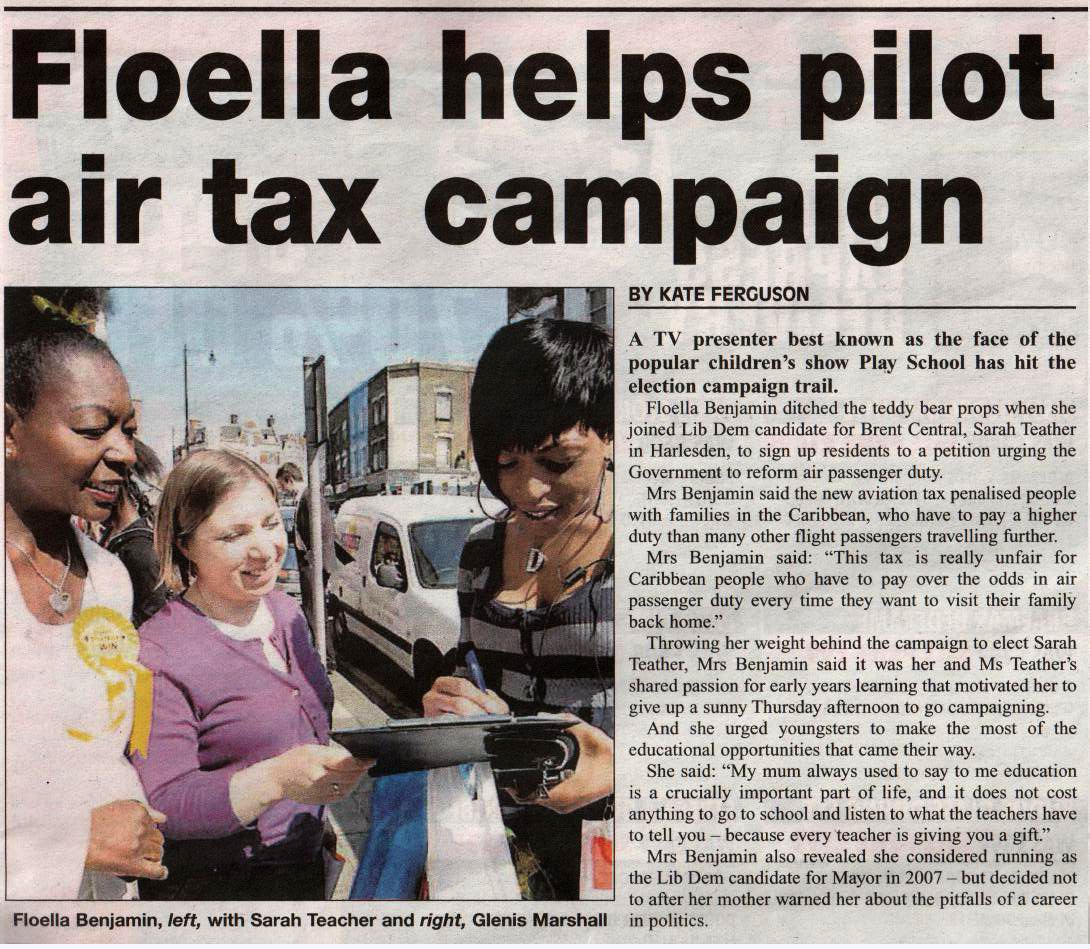 Floella helps pilot
air tax campaign
BY KATE FERGUSON
A TV presenter best known as the face of the
popular children's show Play School has hit the
election campaign trail.
Floella Benjamin ditched the teddy bear props when she
joined Lib Dem candidate for Brent Central, Sarah Teather
in Harlesden, to sign up residents to a petition urging the
Government to reform air passenger duty.
Mrs Benjamin said the new aviation tax penalised people
with families in the Caribbean, who have to pay a higher
duty than many other flight passengers travelling further.
Mrs Benjamin said: “This tax is really unfair for
Caribbean people who have to pay over the odds in air
passenger duty every time they want to visit their family
back home.”
Throwing her weight behind the campaign to elect Sarah
Teather, Mrs Benjamin said it was her and Ms Teather's
shared passion for early years learning that motivated her to
give up a sunny Thursday afternoon to go campaigning.
And she urged youngsters to make the most of the
educational opportunities that came their way.
She said: “My mum always used to say to me education
is a crucially important part of life, and it does not cost
anything to go to school and listen to what the teachers have
to tell you – because every teacher is giving you a gift.”
Mrs Benjamin also revealed she considered running as
the Lib Dem candidate for Mayor in 2007 – but decided not
to after her mother warned her about the pitfalls of a career
in politics.
WIN
Floella Benjamin, left, with Sarah Teacher and right, Glenis Marshall